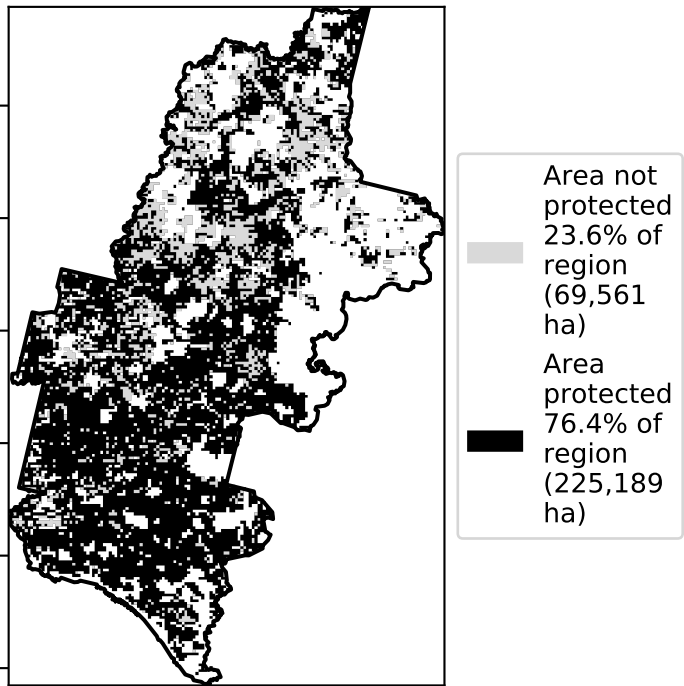 Area not
protected
23.6% of
region
(69,561
ha)
Area
protected
76.4% of
region
(225,189
ha)